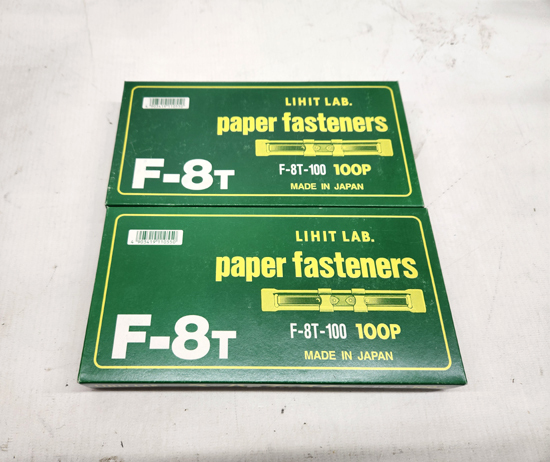 LIHIT LAB.
paper fasteners
F-8T-100 100P
F-8T
MADE IN JAPAN
LIHIT LAB.
paper fasteners
F-8T-100 100P
F-8T
MADE IN JAPAN